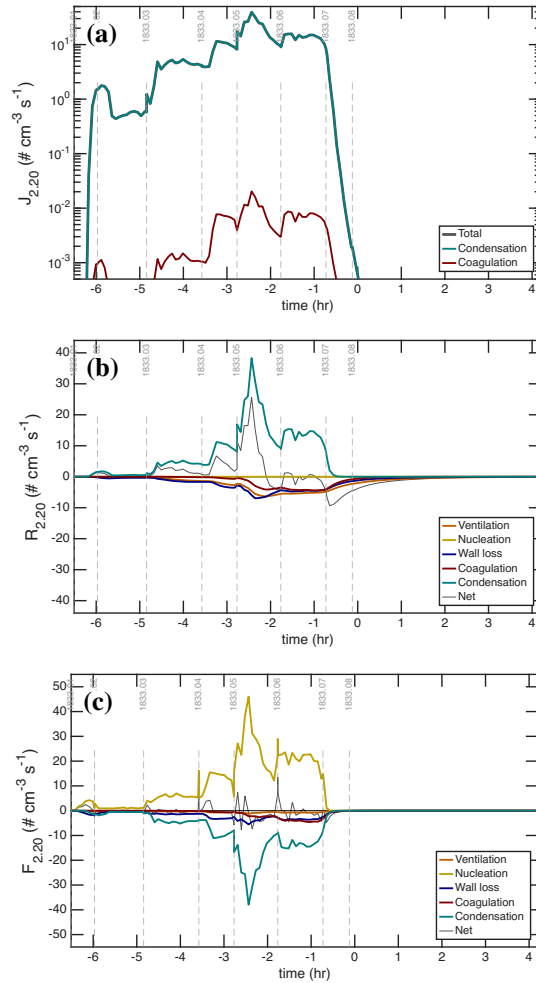 (a)
1833.03
1833.04
1833.05
1833.06
1833.07
1833.08
10^1
10^0
10^-1
10^-2
10^-3
J2.20 (# cm^-3 s^-1)
Total
Condensation
Coagulation
-6 -5 -4 -3 -2 -1 0 1 2 3 4
time (hr)
(b)
1833.03
1833.04
1833.05
1833.06
1833.07
1833.08
40
30
20
10
0
-10
-20
-30
-40
R2.20 (# cm^-3 s^-1)
Ventilation
Nucleation
Wall loss
Coagulation
Condensation
Net
-6 -5 -4 -3 -2 -1 0 1 2 3 4
time (hr)
(c)
1833.03
1833.04
1833.05
1833.06
1833.07
1833.08
50
40
30
20
10
0
-10
-20
-30
-40
-50
F2.20 (# cm^-3 s^-1)
Ventilation
Nucleation
Wall loss
Coagulation
Condensation
Net
-6 -5 -4 -3 -2 -1 0 1 2 3 4
time (hr)